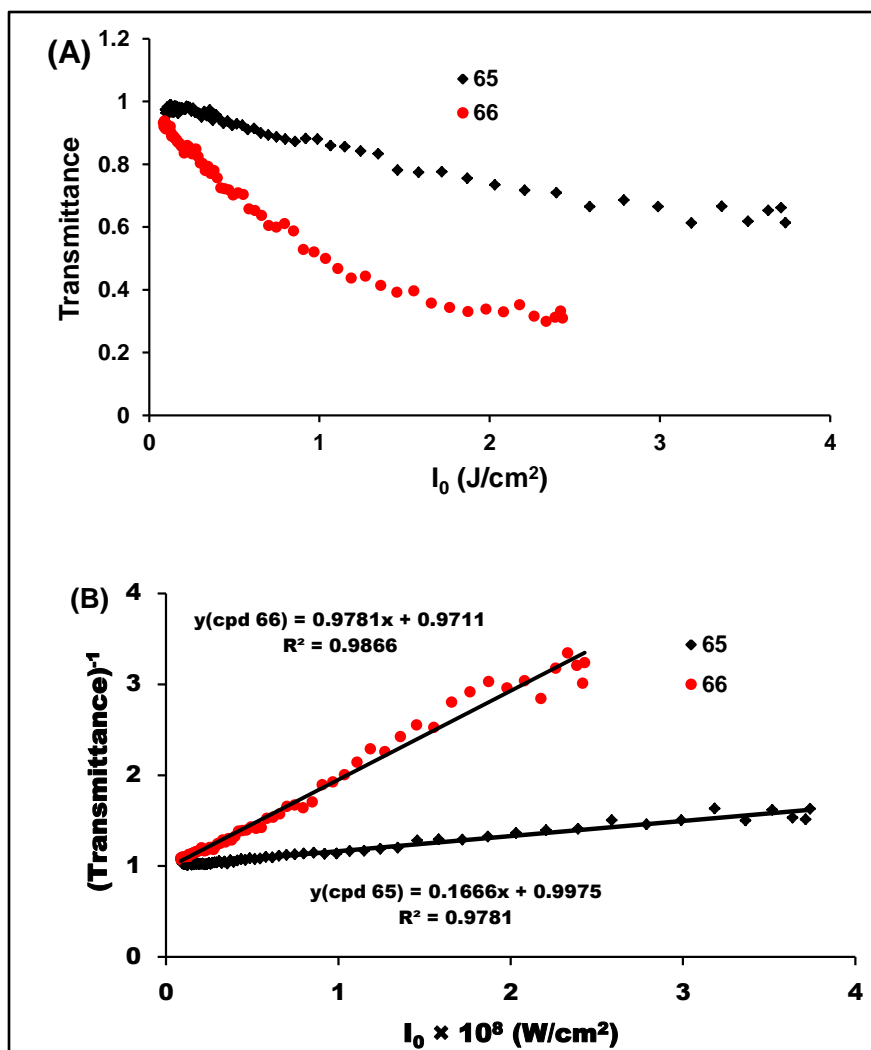 (A)
1.2
1
0.8
0.6
0.4
0.2
0
Transmittance
65
66
0 1 2 3 4
I₀ (J/cm²)
(B)
4
3
2
1
0
(Transmittance)⁻¹
y(cpd 66) = 0.9781x + 0.9711
R² = 0.9866
65
66
y(cpd 65) = 0.1666x + 0.9975
R² = 0.9781
0 1 2 3 4
I₀ × 10⁸ (W/cm²)